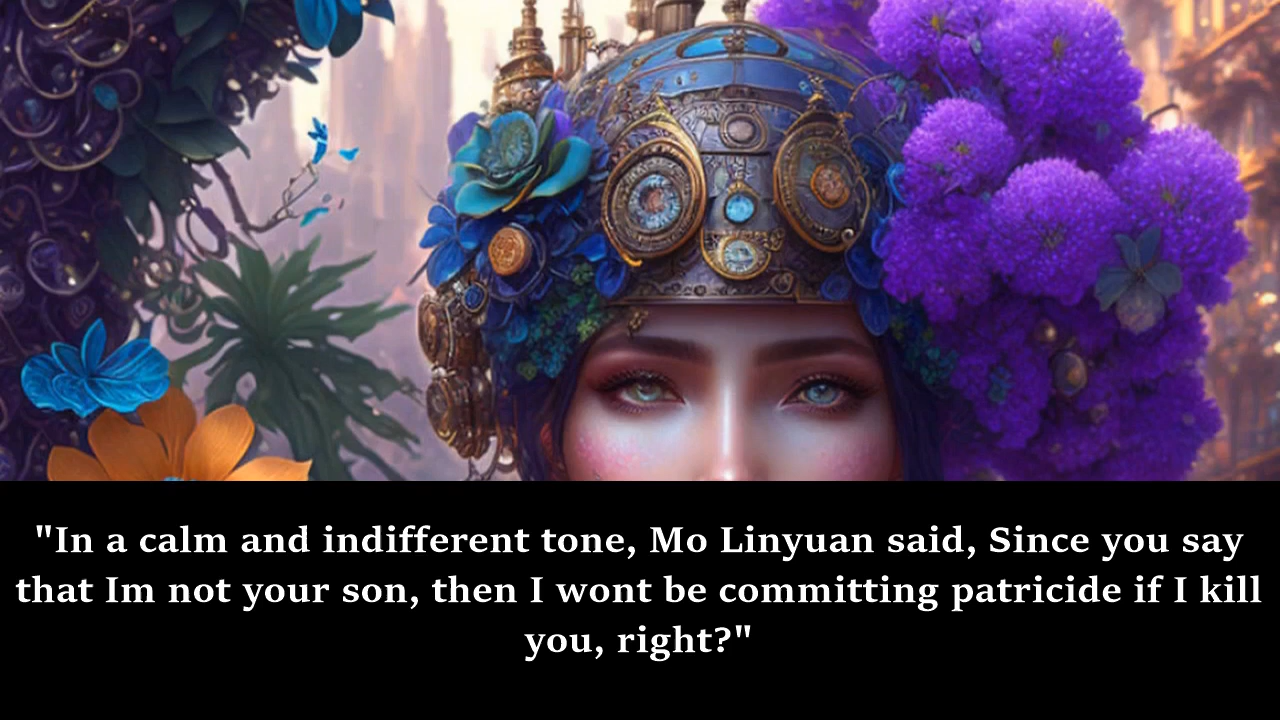 "In a calm and indifferent tone, Mo Linyuan said, Since you say
that Im not your son, then I wont be committing patricide if I kill
you, right?"